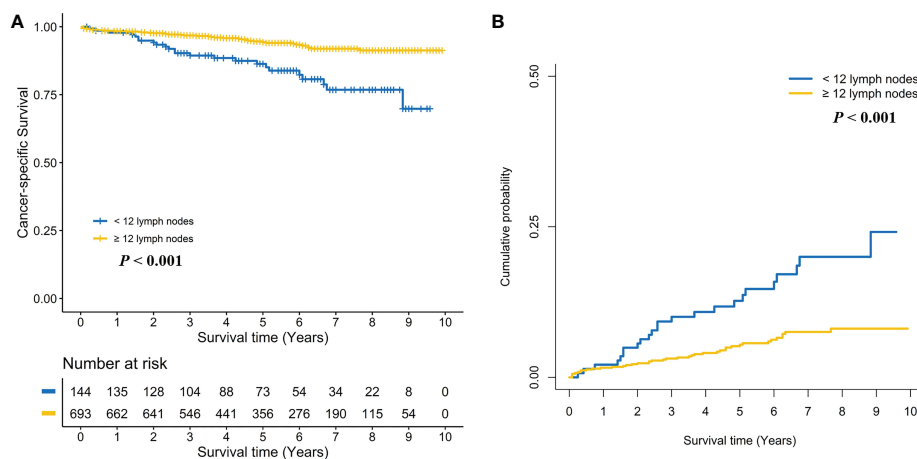 A
Cancer-specific Survival
1.00
0.75
0.50
0.25
0.00
< 12 lymph nodes
≥ 12 lymph nodes
P < 0.001
0 1 2 3 4 5 6 7 8 9 10
Survival time (Years)
Number at risk
144 135 128 104 88 73 54 34 22 8 0
693 662 641 546 441 356 276 190 115 54 0
0 1 2 3 4 5 6 7 8 9 10
Survival time (Years)
B
Cumulative probability
0.50
0.25
0.00
< 12 lymph nodes
≥ 12 lymph nodes
P < 0.001
0 1 2 3 4 5 6 7 8 9 10
Survival time (Years)